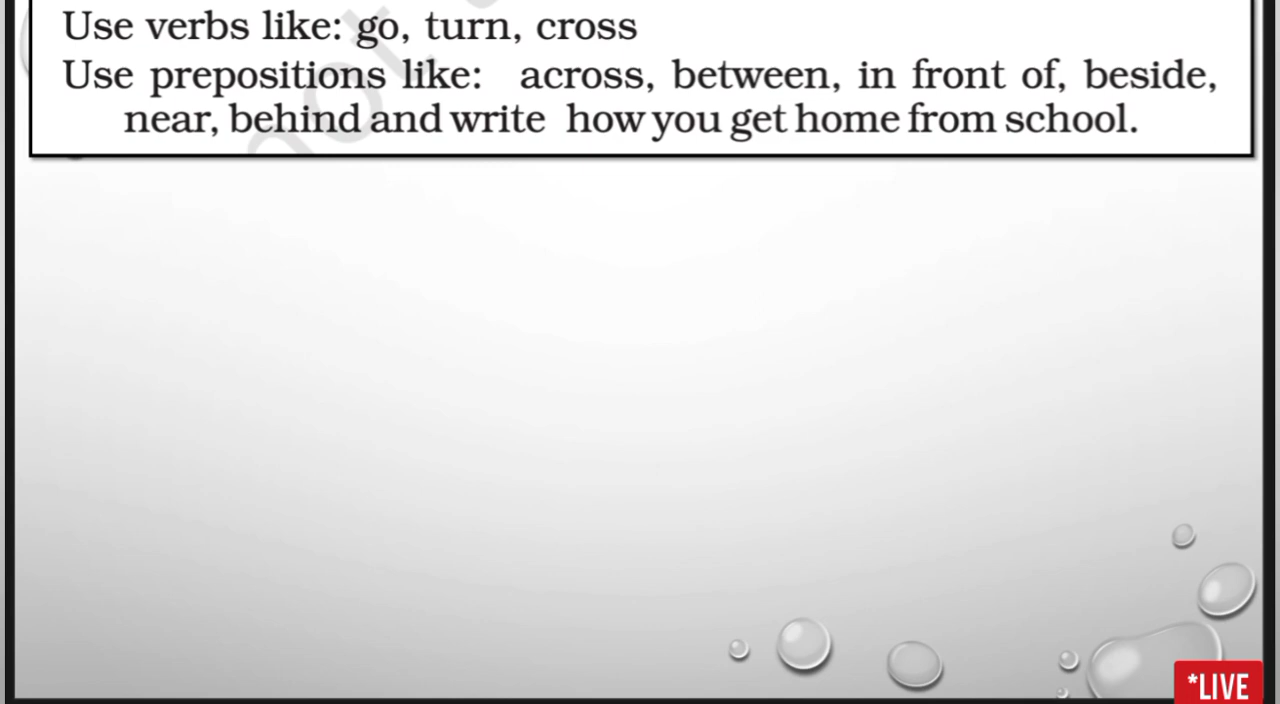 Use verbs like: go, turn, cross
Use prepositions like: across, between, in front of, beside,
near, behind and write how you get home from school.
not
*LIVE